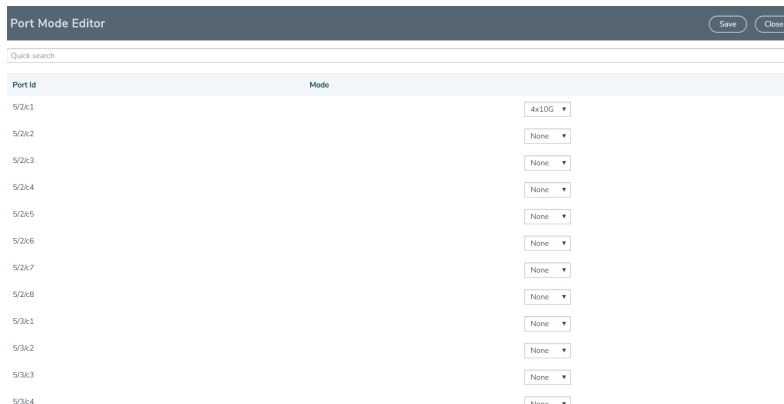 Port Mode Editor
Save Close
Quick search
Port Id Mode
5/2/c1 4x10G
5/2/c2 None
5/2/c3 None
5/2/c4 None
5/2/c5 None
5/2/c6 None
5/2/c7 None
5/2/c8 None
5/3/c1 None
5/3/c2 None
5/3/c3 None
5/3/c4 None